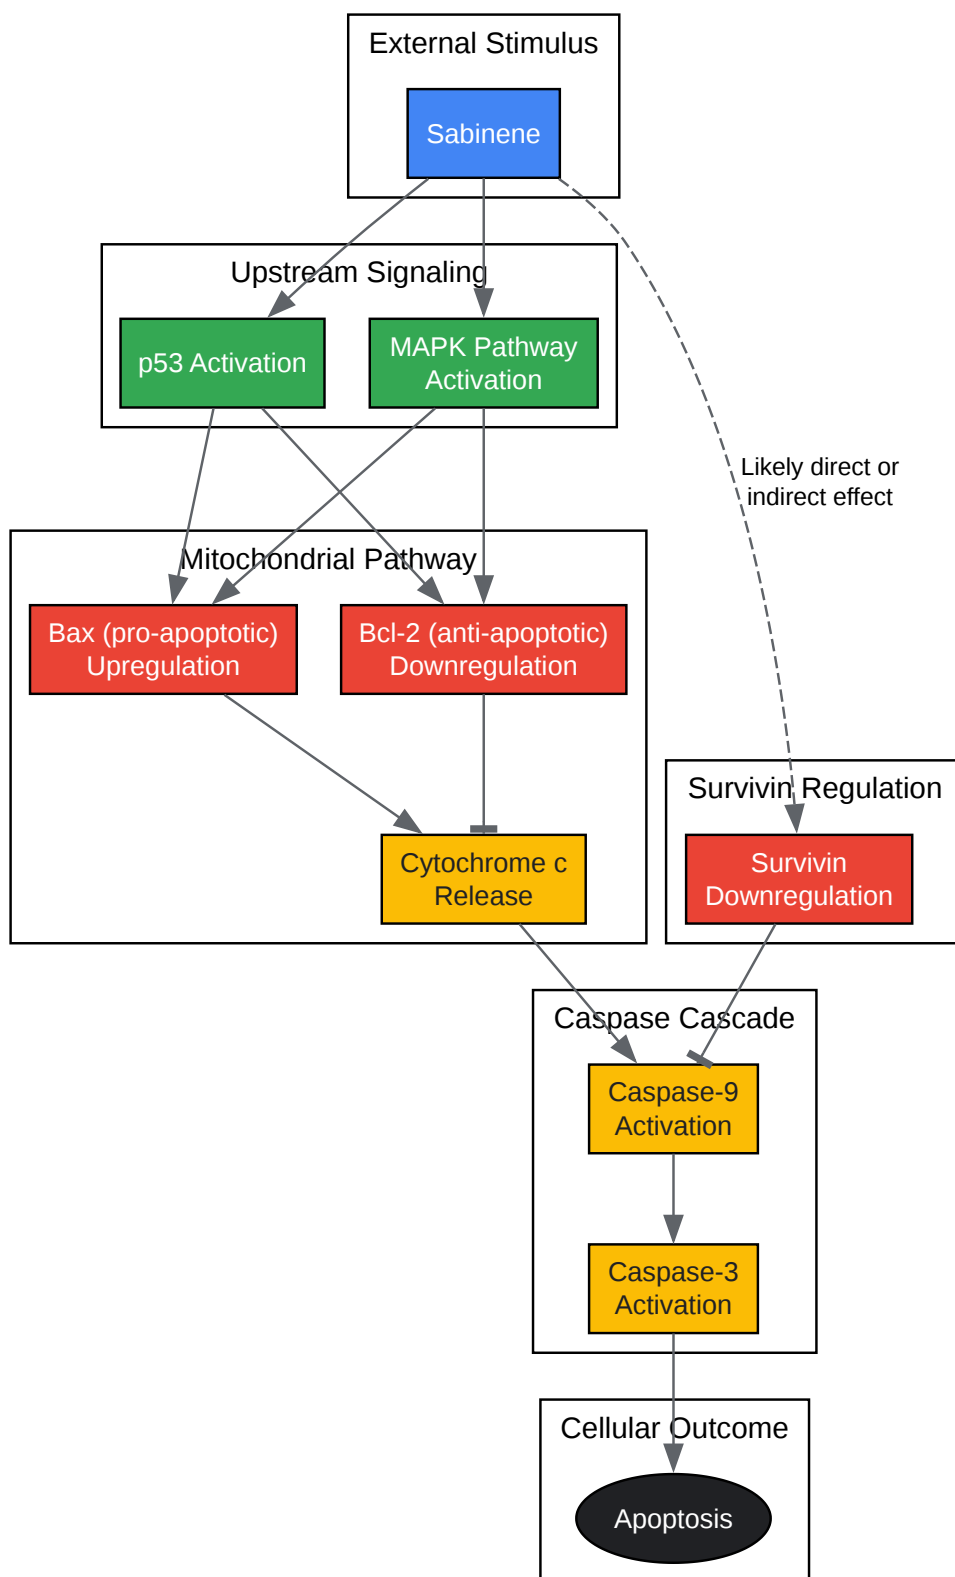 External Stimulus
Sabinene
Upstream Signaling
p53 Activation
MAPK Pathway
Activation
Likely direct or
indirect effect
Mitochondrial Pathway
Bax (pro-apoptotic)
Upregulation
Bcl-2 (anti-apoptotic)
Downregulation
Cytochrome c
Release
Survivin Regulation
Survivin
Downregulation
Caspase Cascade
Caspase-9
Activation
Caspase-3
Activation
Cellular Outcome
Apoptosis